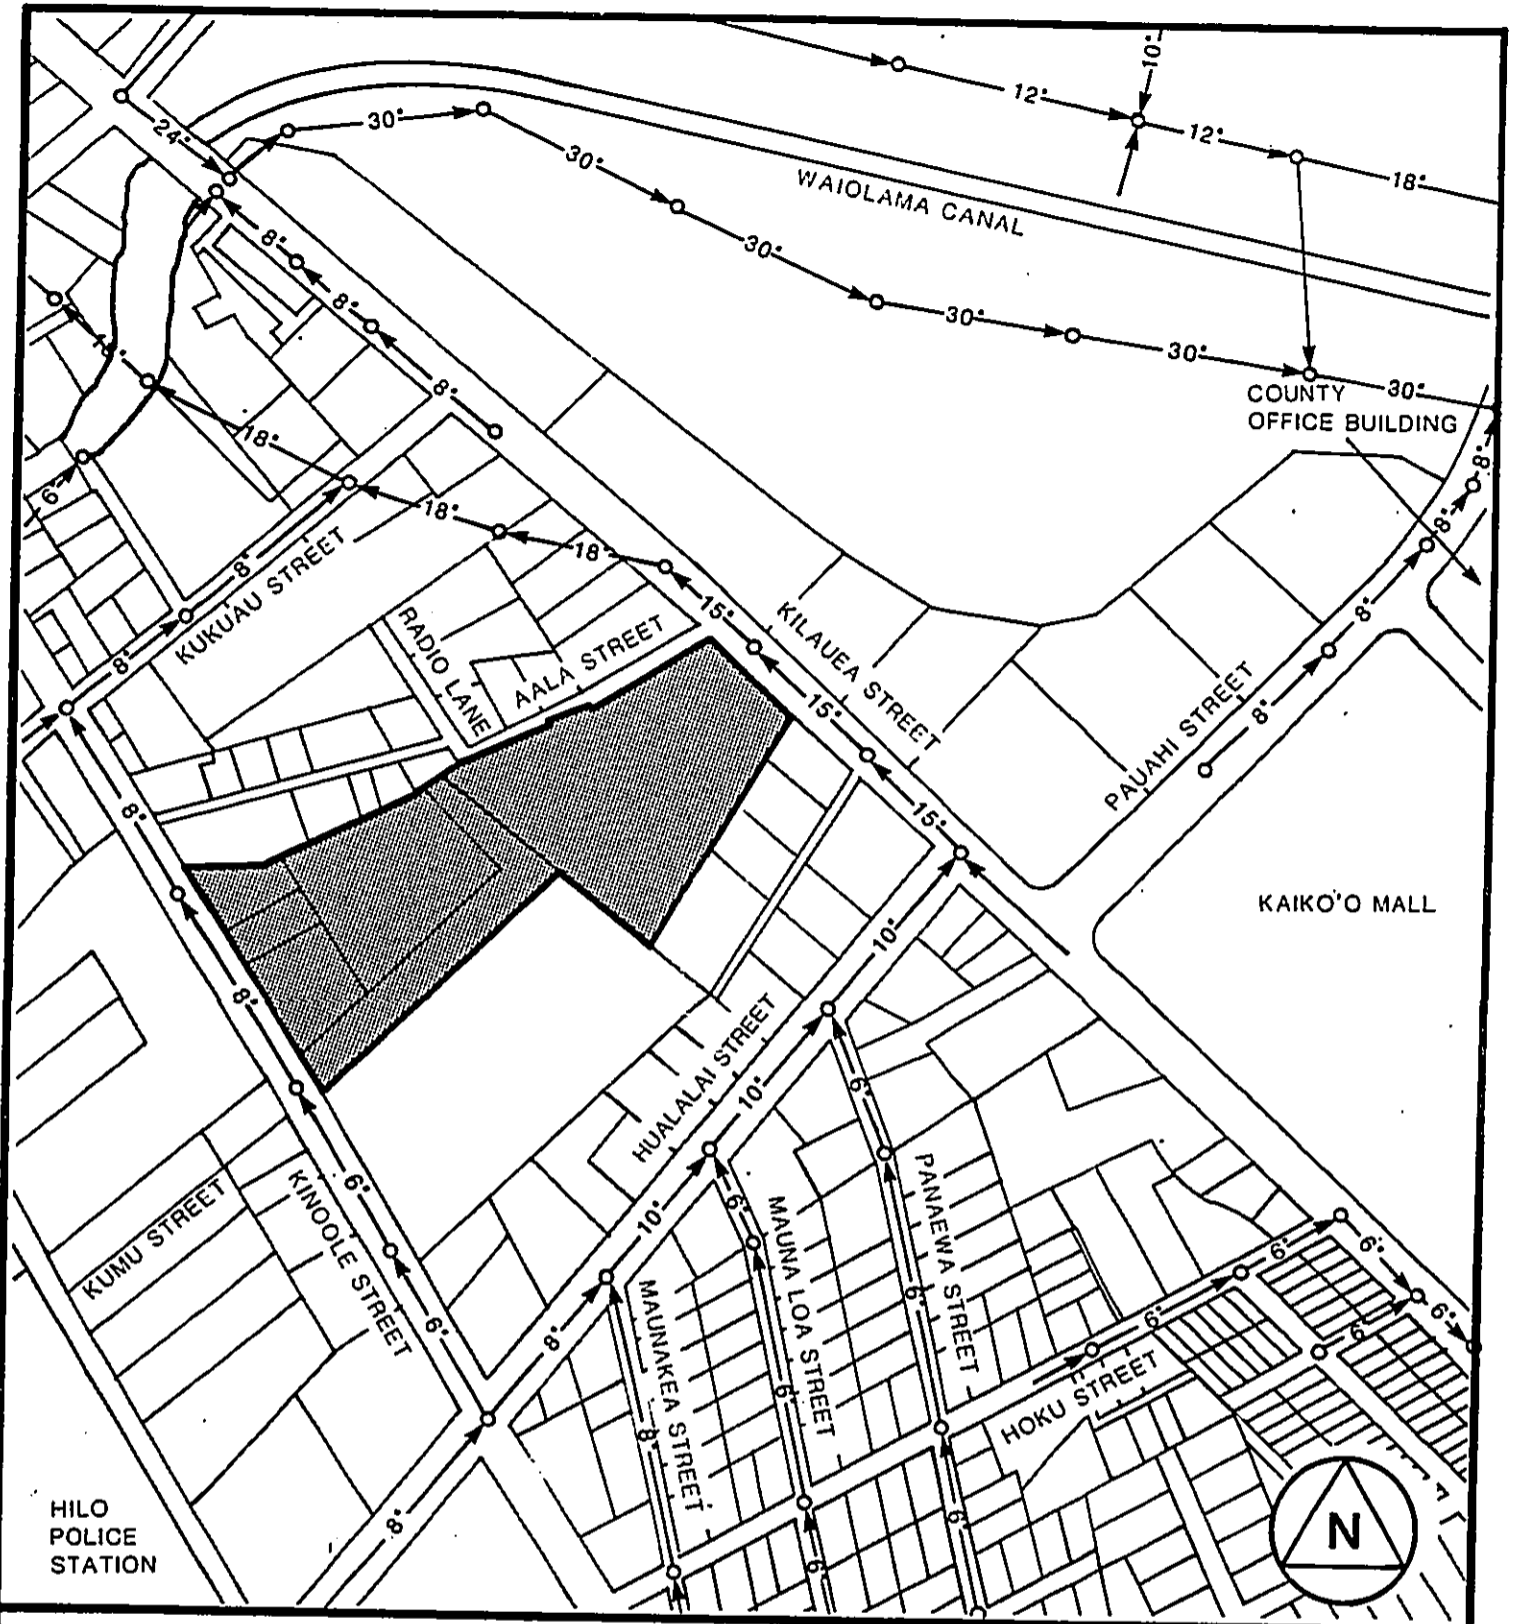 10"
12"
12"
18"
24"
30"
30"
30"
30"
30"
30"
WAIOLAMA CANAL
8"
8"
8"
18"
18"
18"
6"
COUNTY
OFFICE BUILDING
8"
8"
8"
8"
KUKUAU STREET
8"
8"
RADIO LANE
AALA STREET
15"
15"
15"
KILAUEA STREET
PAUAHI STREET
KAIKO'O MALL
8"
8"
10"
10"
10"
HUALALAI STREET
6"
6"
KUMU STREET
KINOOLE STREET
8"
8"
MAUNAKEA STREET
8"
6"
MAUNA LOA STREET
6"
6"
6"
PANAEWA STREET
6"
6"
HOKU STREET
6"
6"
6"
6"
6"
HILO
POLICE
STATION
N